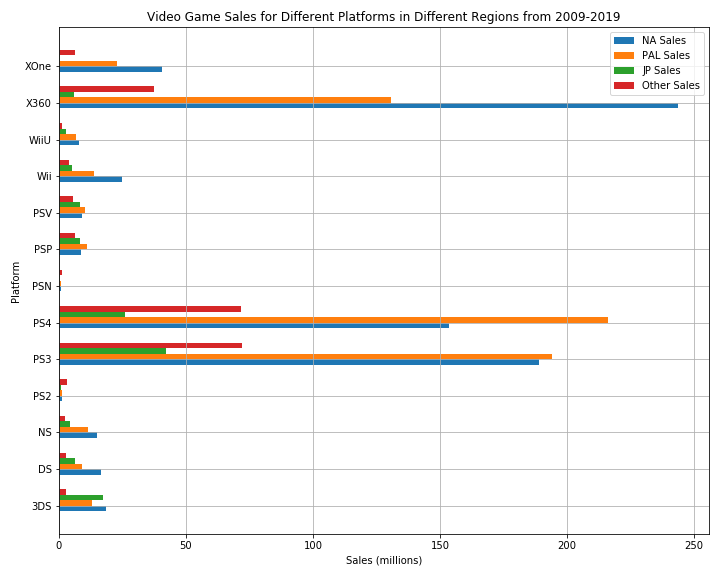 Video Game Sales for Different Platforms in Different Regions from 2009-2019
NA Sales
PAL Sales
JP Sales
Other Sales
XOne
X360
WiiU
Wii
PSV
PSP
PSN
PS4
PS3
PS2
NS
DS
3DS
Platform
0 50 100 150 200 250
Sales (millions)